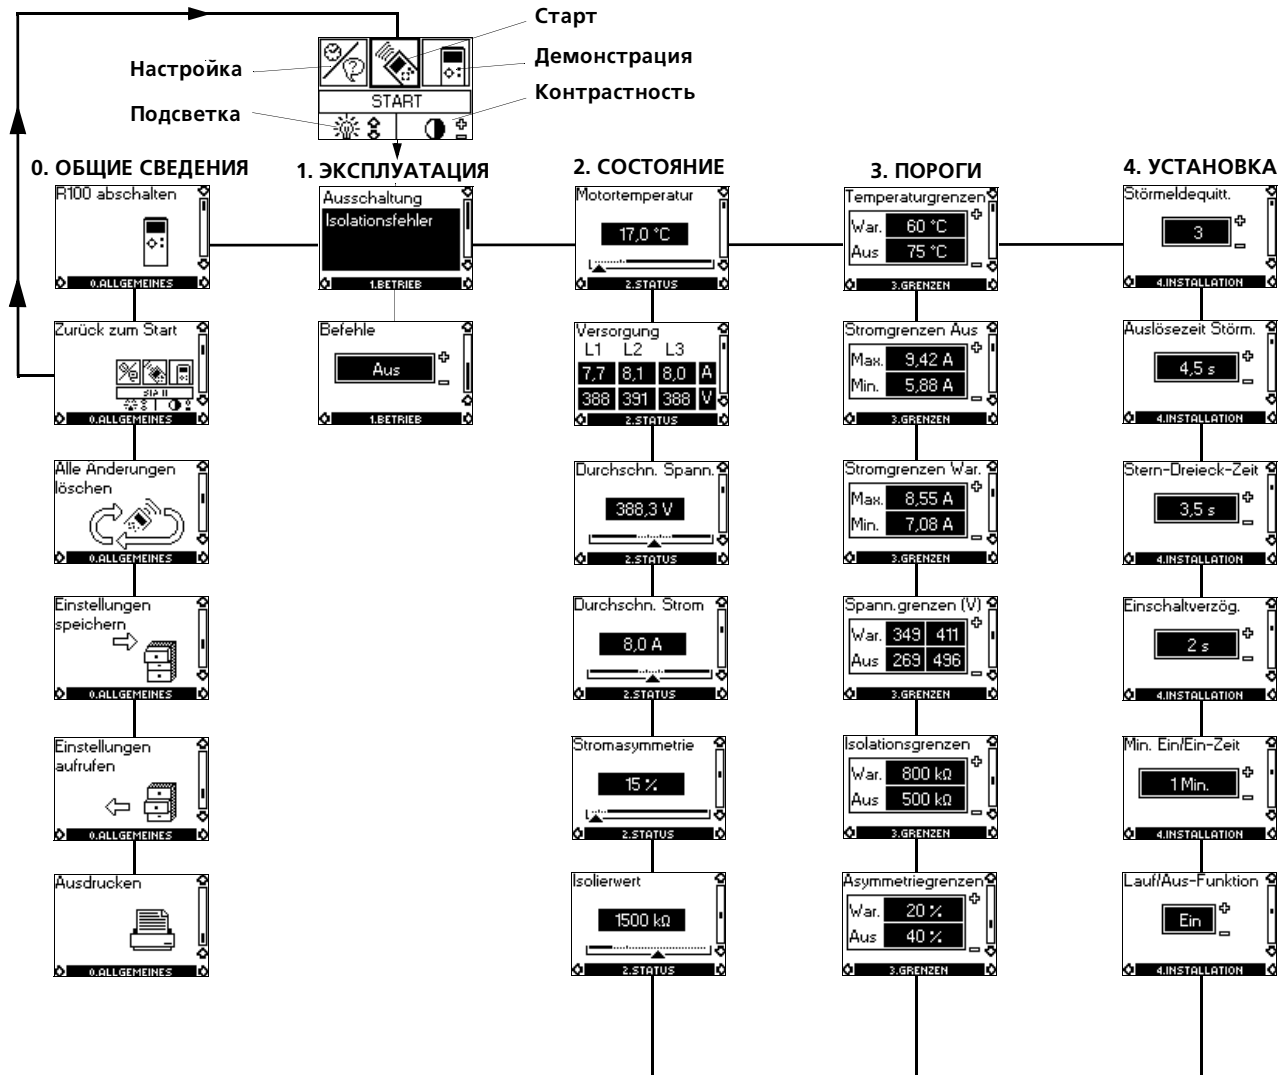 Старт
Настройка
Демонстрация
Подсветка
Контрастность
START
0. ОБЩИЕ СВЕДЕНИЯ
R100 abschalten
0.ALLGEMEINES
Zurück zum Start
START
0.ALLGEMEINES
Alle Änderungen
löschen
0.ALLGEMEINES
Einstellungen
speichern
0.ALLGEMEINES
Einstellungen
aufrufen
0.ALLGEMEINES
Ausdrucken
0.ALLGEMEINES
1. ЭКСПЛУАТАЦИЯ
Ausschaltung
Isolationsfehler
1.BETRIEB
Befehle
Aus
1.BETRIEB
2. СОСТОЯНИЕ
Motortemperatur
17,0 °C
2.STATUS
Versorgung
L1 L2 L3
7,7 8,1 8,0 A
388 391 388 V
2.STATUS
Durchschn. Spann.
388,3 V
2.STATUS
Durchschn. Strom
8,0 A
2.STATUS
Stromasymmetrie
15 %
2.STATUS
Isolierwert
1500 kΩ
2.STATUS
3. ПОРОГИ
Temperaturgrenzen
War. 60 °C
Aus 75 °C
3.GRENZEN
Stromgrenzen Aus
Max. 9,42 A
Min. 5,88 A
3.GRENZEN
Stromgrenzen War.
Max. 8,55 A
Min. 7,08 A
3.GRENZEN
Spann.grenzen (V)
War. 349 411
Aus 269 496
3.GRENZEN
Isolationsgrenzen
War. 800 kΩ
Aus 500 kΩ
3.GRENZEN
Asymmetriegrenzen
War. 20 %
Aus 40 %
3.GRENZEN
4. УСТАНОВКА
Störmeldequitt.
3
4.INSTALLATION
Auslösezeit Störm.
4,5 s
4.INSTALLATION
Stern-Dreieck-Zeit
3,5 s
4.INSTALLATION
Einschaltverzög.
2 s
4.INSTALLATION
Min. Ein/Ein-Zeit
1 Min.
4.INSTALLATION
Lauf/Aus-Funktion
Ein
4.INSTALLATION